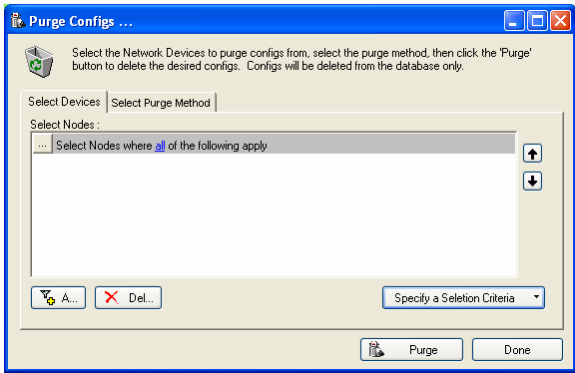 Purge Configs ...
Select the Network Devices to purge configs from, select the purge method, then click the 'Purge'
button to delete the desired configs. Configs will be deleted from the database only.
Select Devices
Select Purge Method
Select Nodes :
... Select Nodes where all of the following apply
A...
Del...
Specify a Seletion Criteria
Purge
Done